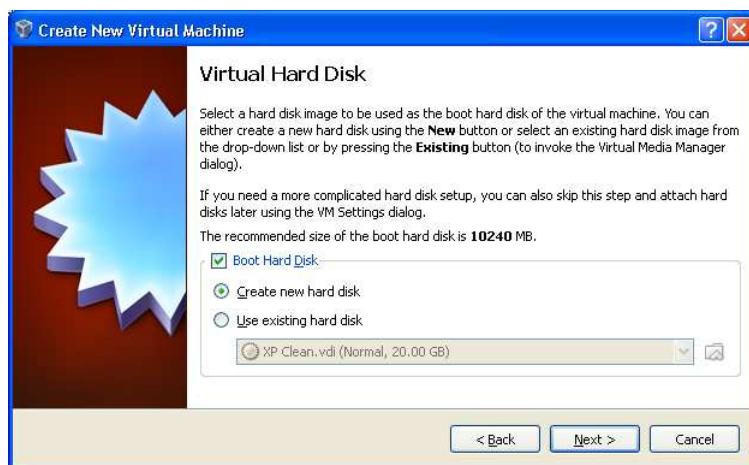 Create New Virtual Machine
Virtual Hard Disk
Select a hard disk image to be used as the boot hard disk of the virtual machine. You can
either create a new hard disk using the New button or select an existing hard disk image from
the drop-down list or by pressing the Existing button (to invoke the Virtual Media Manager
dialog).
If you need a more complicated hard disk setup, you can also skip this step and attach hard
disks later using the VM Settings dialog.
The recommended size of the boot hard disk is 10240 MB.
Boot Hard Disk
Create new hard disk
Use existing hard disk
XP Clean.vdi (Normal, 20.00 GB)
< Back
Next >
Cancel